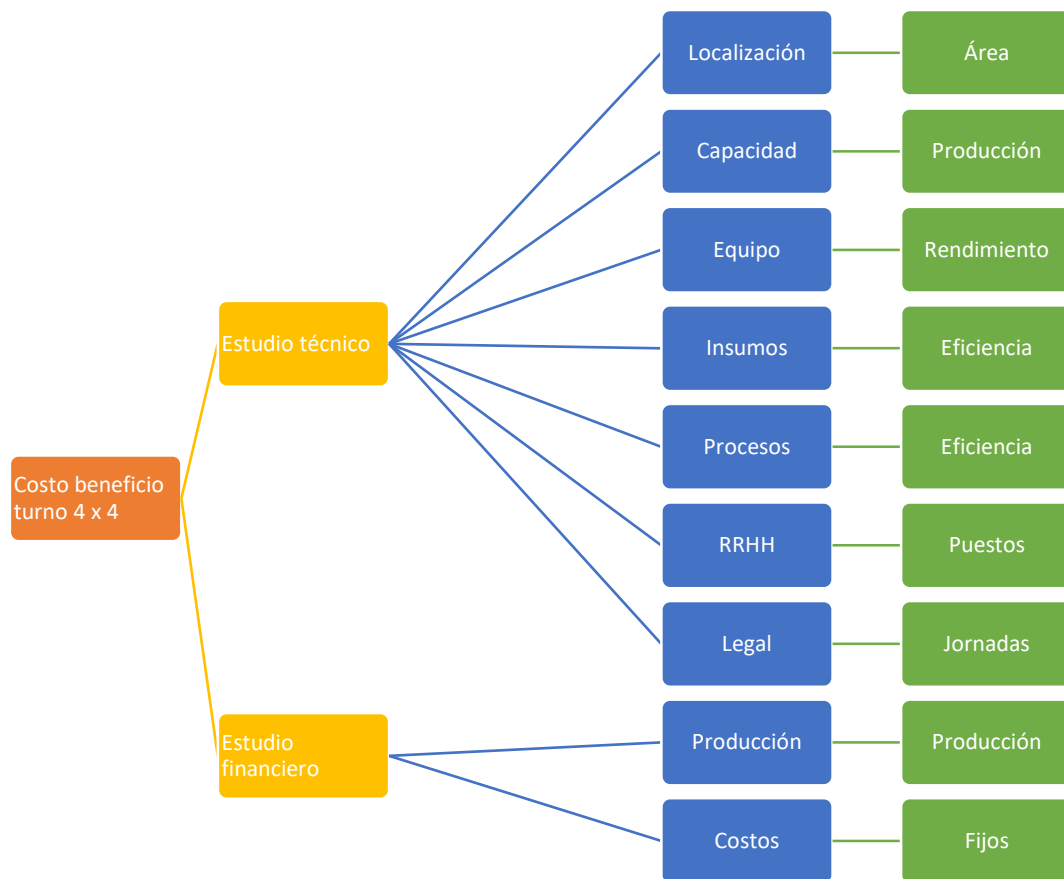 Costo beneficio
turno 4 x 4
Estudio técnico
Localización
Área
Capacidad
Producción
Equipo
Rendimiento
Insumos
Eficiencia
Procesos
Eficiencia
RRHH
Puestos
Legal
Jornadas
Estudio
financiero
Producción
Producción
Costos
Fijos